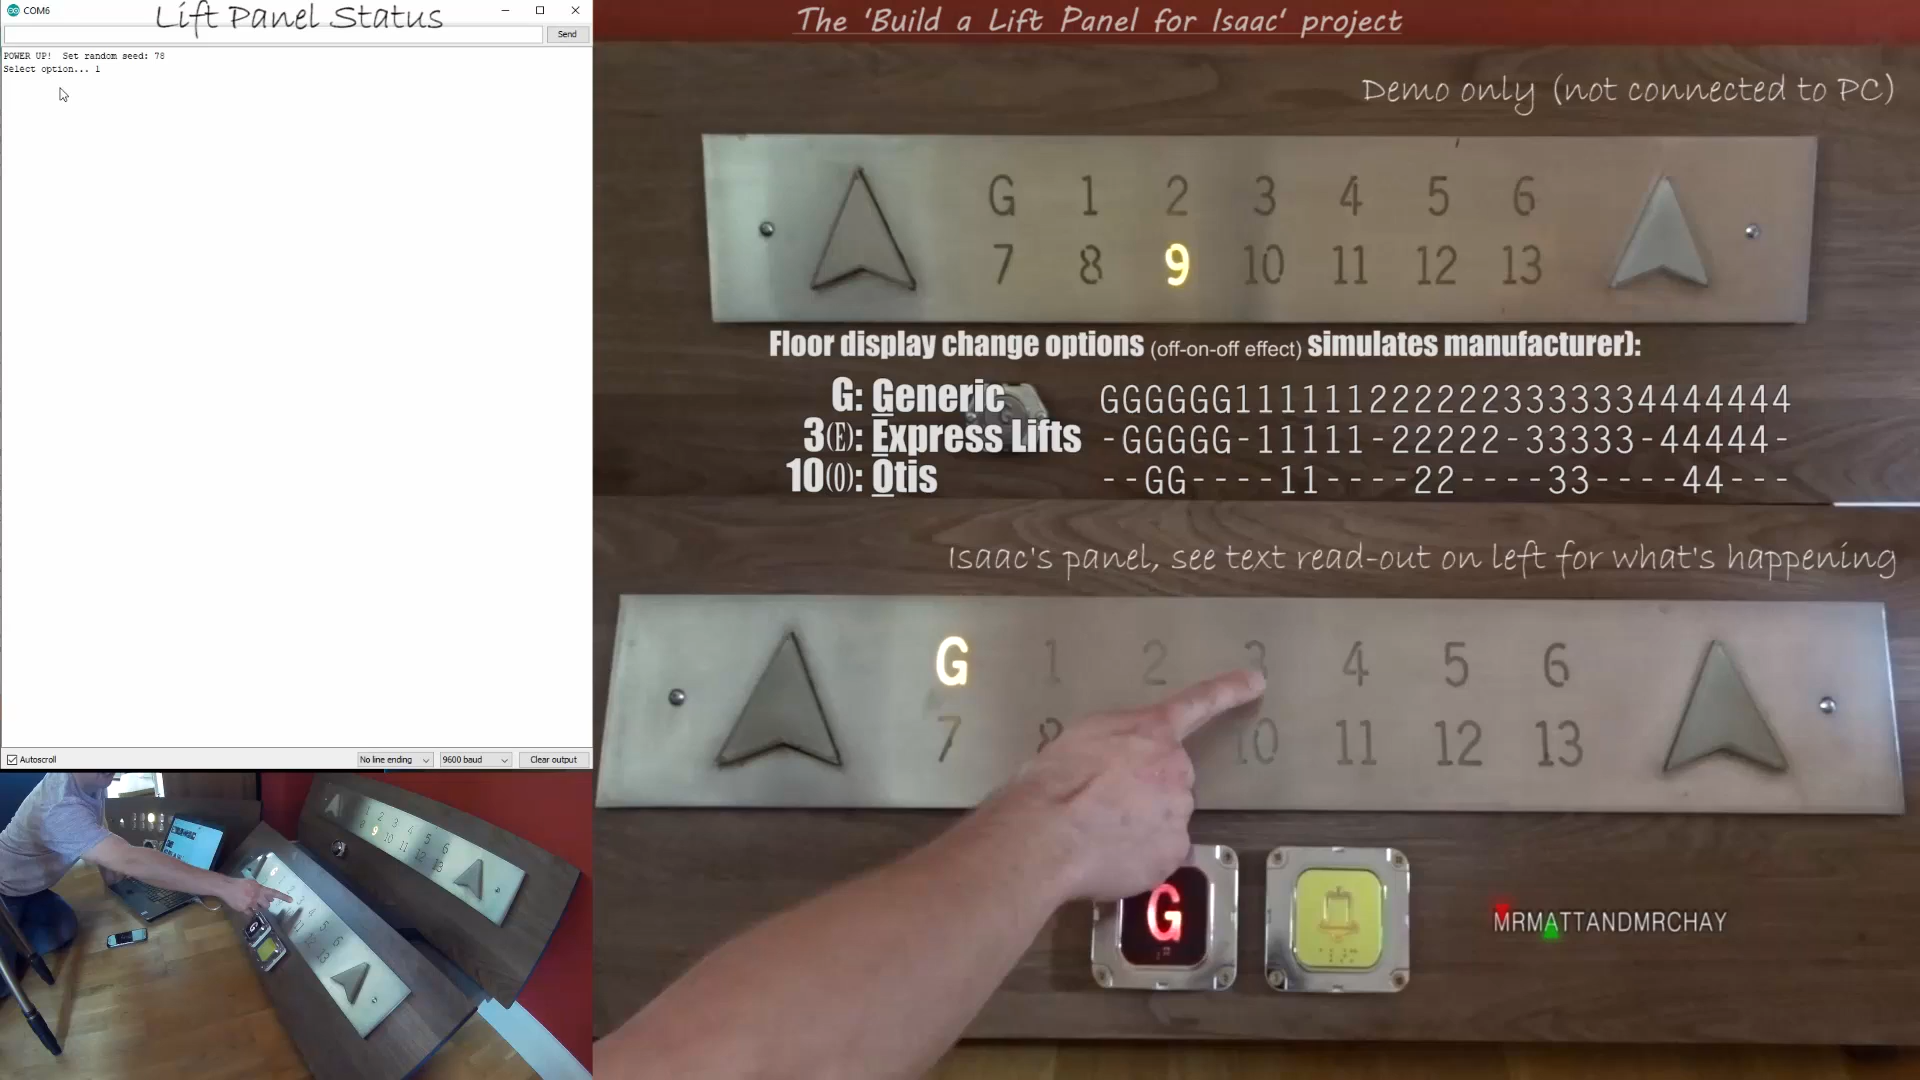 COM6
Lift Panel Status
Send
POWER UP!  Set random seed: 78
Select option... 1
Autoscroll
No line ending
9600 baud
Clear output
The 'Build a Lift Panel for Isaac' project
Demo only (not connected to PC)
G 1 2 3 4 5 6
7 8 9 10 11 12 13
Floor display change options (off-on-off effect) simulates manufacturer):
G: Generic GGGGGG1111112222223333334444444
3(E): Express Lifts -GGGGG-11111-22222-33333-44444-
10(O): Otis --GG----11----22----33----44---
Isaac's panel, see text read-out on left for what's happening
G 1 2 3 4 5 6
7 8 10 11 12 13
G
MRMATTANDMRCHAY